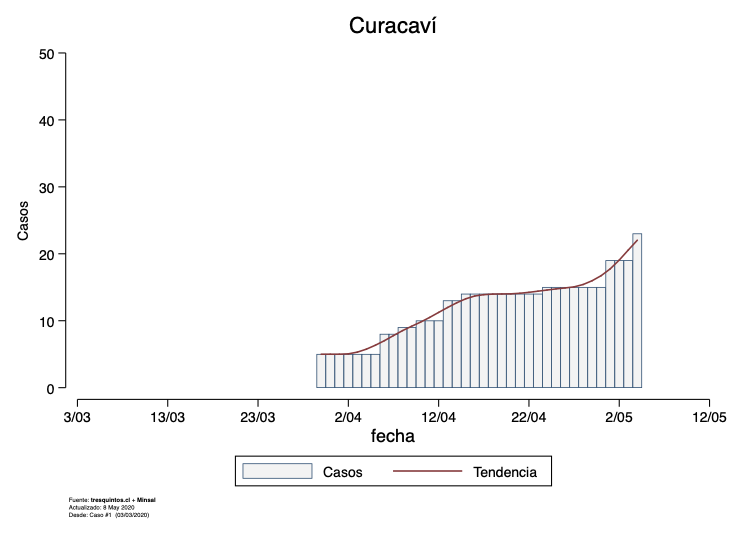 Curacaví
50
40
30
20
10
0
Casos
3/03 13/03 23/03 2/04 12/04 22/04 2/05 12/05
fecha
Casos Tendencia
Fuente: tresquintos.cl + Minsal
Actualizado: 8 May 2020
Desde: Caso #1 (03/03/2020)